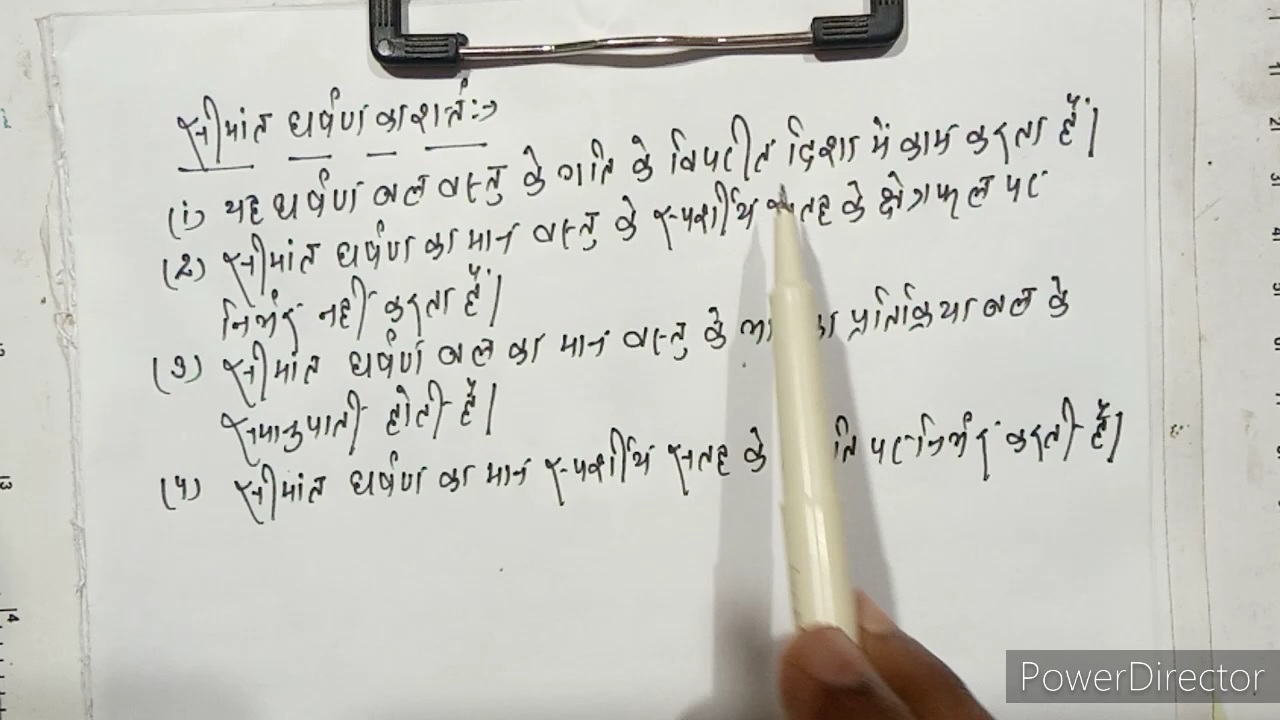 सीमांत घर्षण का शर्त:->
(i) यह घर्षण बल वस्तु के गति के विपरीत दिशा में काम करता हैं।
(2) सीमांत घर्षण का मान वस्तु के स्पर्शीय सतह के क्षेत्रफल पर
निर्भर नहीं करता हैं।
(3) सीमांत घर्षण बल का मान वस्तु के प्रतिक्रिया बल के
समानुपाती होती हैं।
(4) सीमांत घर्षण का मान स्पर्शीय सतह के पर निर्भर करती हैं।
PowerDirector